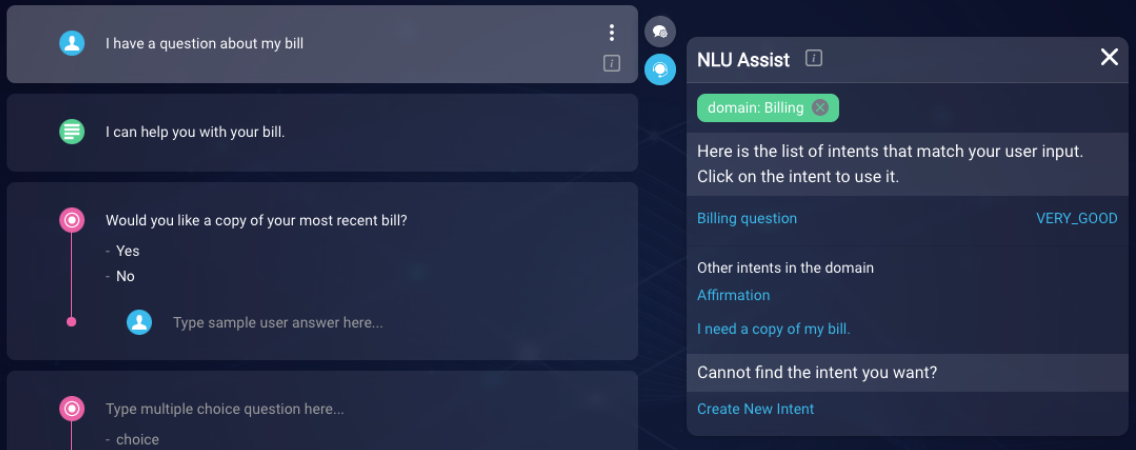 I have a question about my bill
i
I can help you with your bill.
Would you like a copy of your most recent bill?
- Yes
- No
Type sample user answer here...
Type multiple choice question here...
- choice
NLU Assist i
domain: Billing
Here is the list of intents that match your user input.
Click on the intent to use it.
Billing question VERY_GOOD
Other intents in the domain
Affirmation
I need a copy of my bill.
Cannot find the intent you want?
Create New Intent